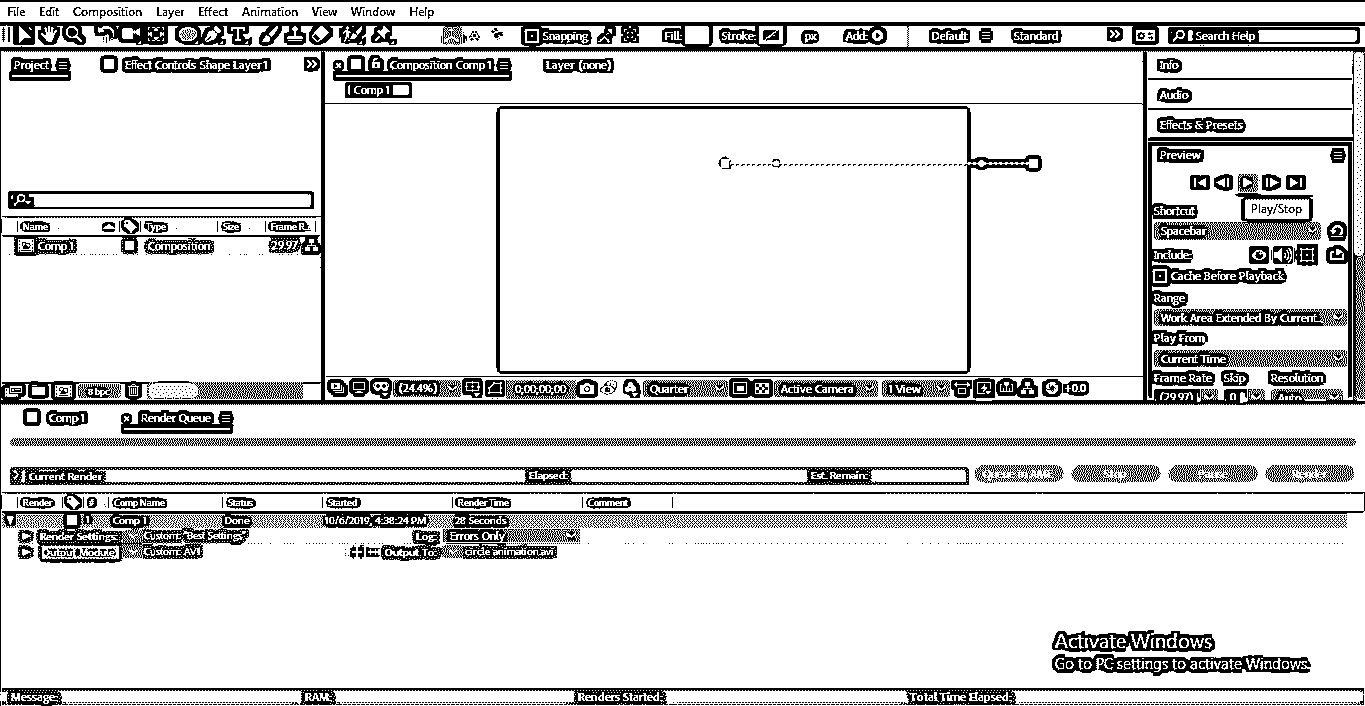 File Edit Composition Layer Effect Animation View Window Help
Snapping Fill: Stroke: px Add: Default Standard Search Help
Project Effect Controls Shape Layer 1
Composition Comp 1 Layer (none)
Comp 1
Info
Audio
Effects & Presets
Preview
Play/Stop
Shortcut
Spacebar
Include:
Cache Before Playback
Range
Work Area Extended By Current...
Play From
Current Time
Frame Rate Skip Resolution
(29.97) 0 Auto
Name Type Size Frame R...
Comp 1 Composition 29.97
8 bpc
(24.4%) 0:00:00:00 Quarter Active Camera 1 View +0.0
Comp 1 Render Queue
Current Render Elapsed: Est. Remain:
Stop Pause Render
Render # Comp Name Status Started Render Time Comment
1 Comp 1 Done 10/6/2019, 4:38:24 PM 28 Seconds
Render Settings: Custom: "Best Settings" Log: Errors Only
Output Module: Custom: AVI Output To: circle animation.avi
Activate Windows
Go to PC settings to activate Windows.
Message: RAM: Renders Started: Total Time Elapsed: